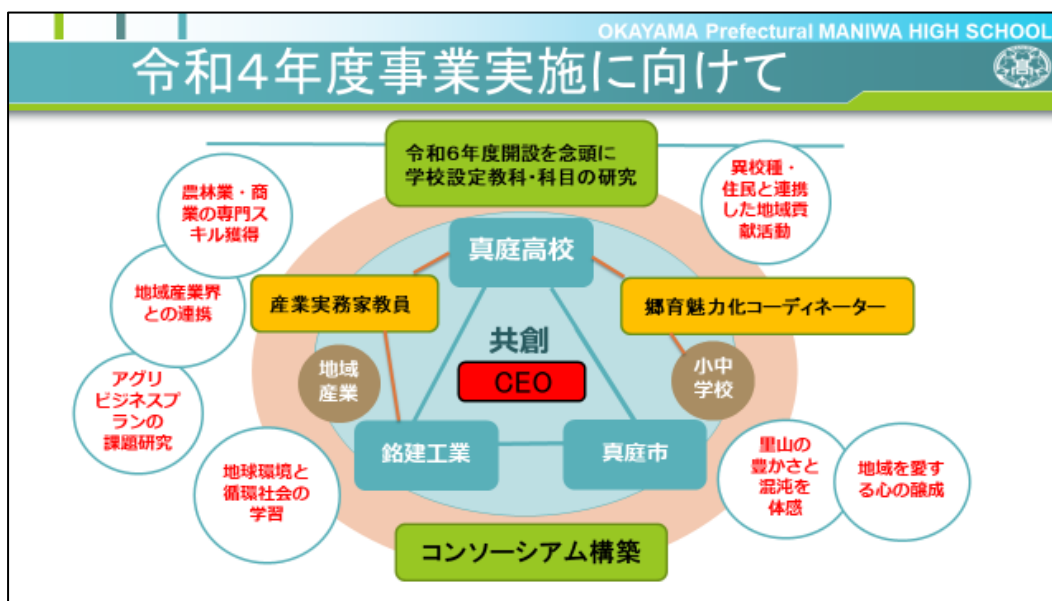 OKAYAMA Prefectural MANIWA HIGH SCHOOL
令和4年度事業実施に向けて
高
令和6年度開設を念頭に
学校設定教科・科目の研究
農林業・商
業の専門ス
キル獲得
異校種・
住民と連携
した地域貢
献活動
真庭高校
地域産業界
との連携
産業実務家教員
郷育魅力化コーディネーター
共創
CEO
地域
産業
小中
学校
アグリ
ビジネスプ
ランの
課題研究
銘建工業
真庭市
地球環境と
循環社会の
学習
里山の
豊かさと
混沌を
体感
地域を愛す
る心の醸成
コンソーシアム構築